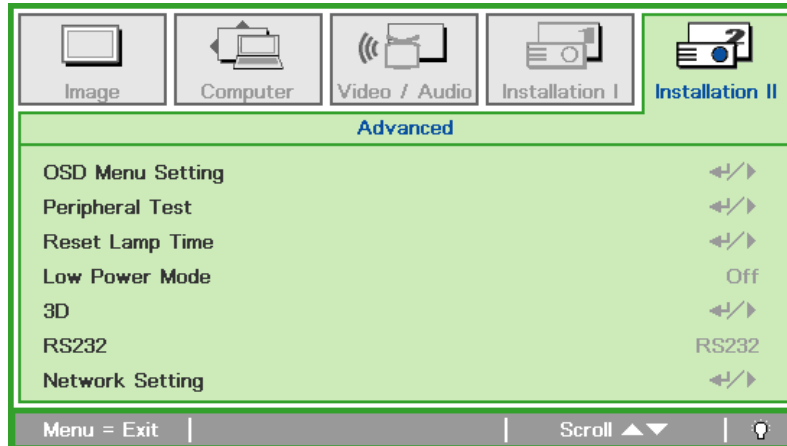 Image Computer Video / Audio Installation I Installation II
Advanced
OSD Menu Setting
Peripheral Test
Reset Lamp Time
Low Power Mode Off
3D
RS232 RS232
Network Setting
Menu = Exit Scroll